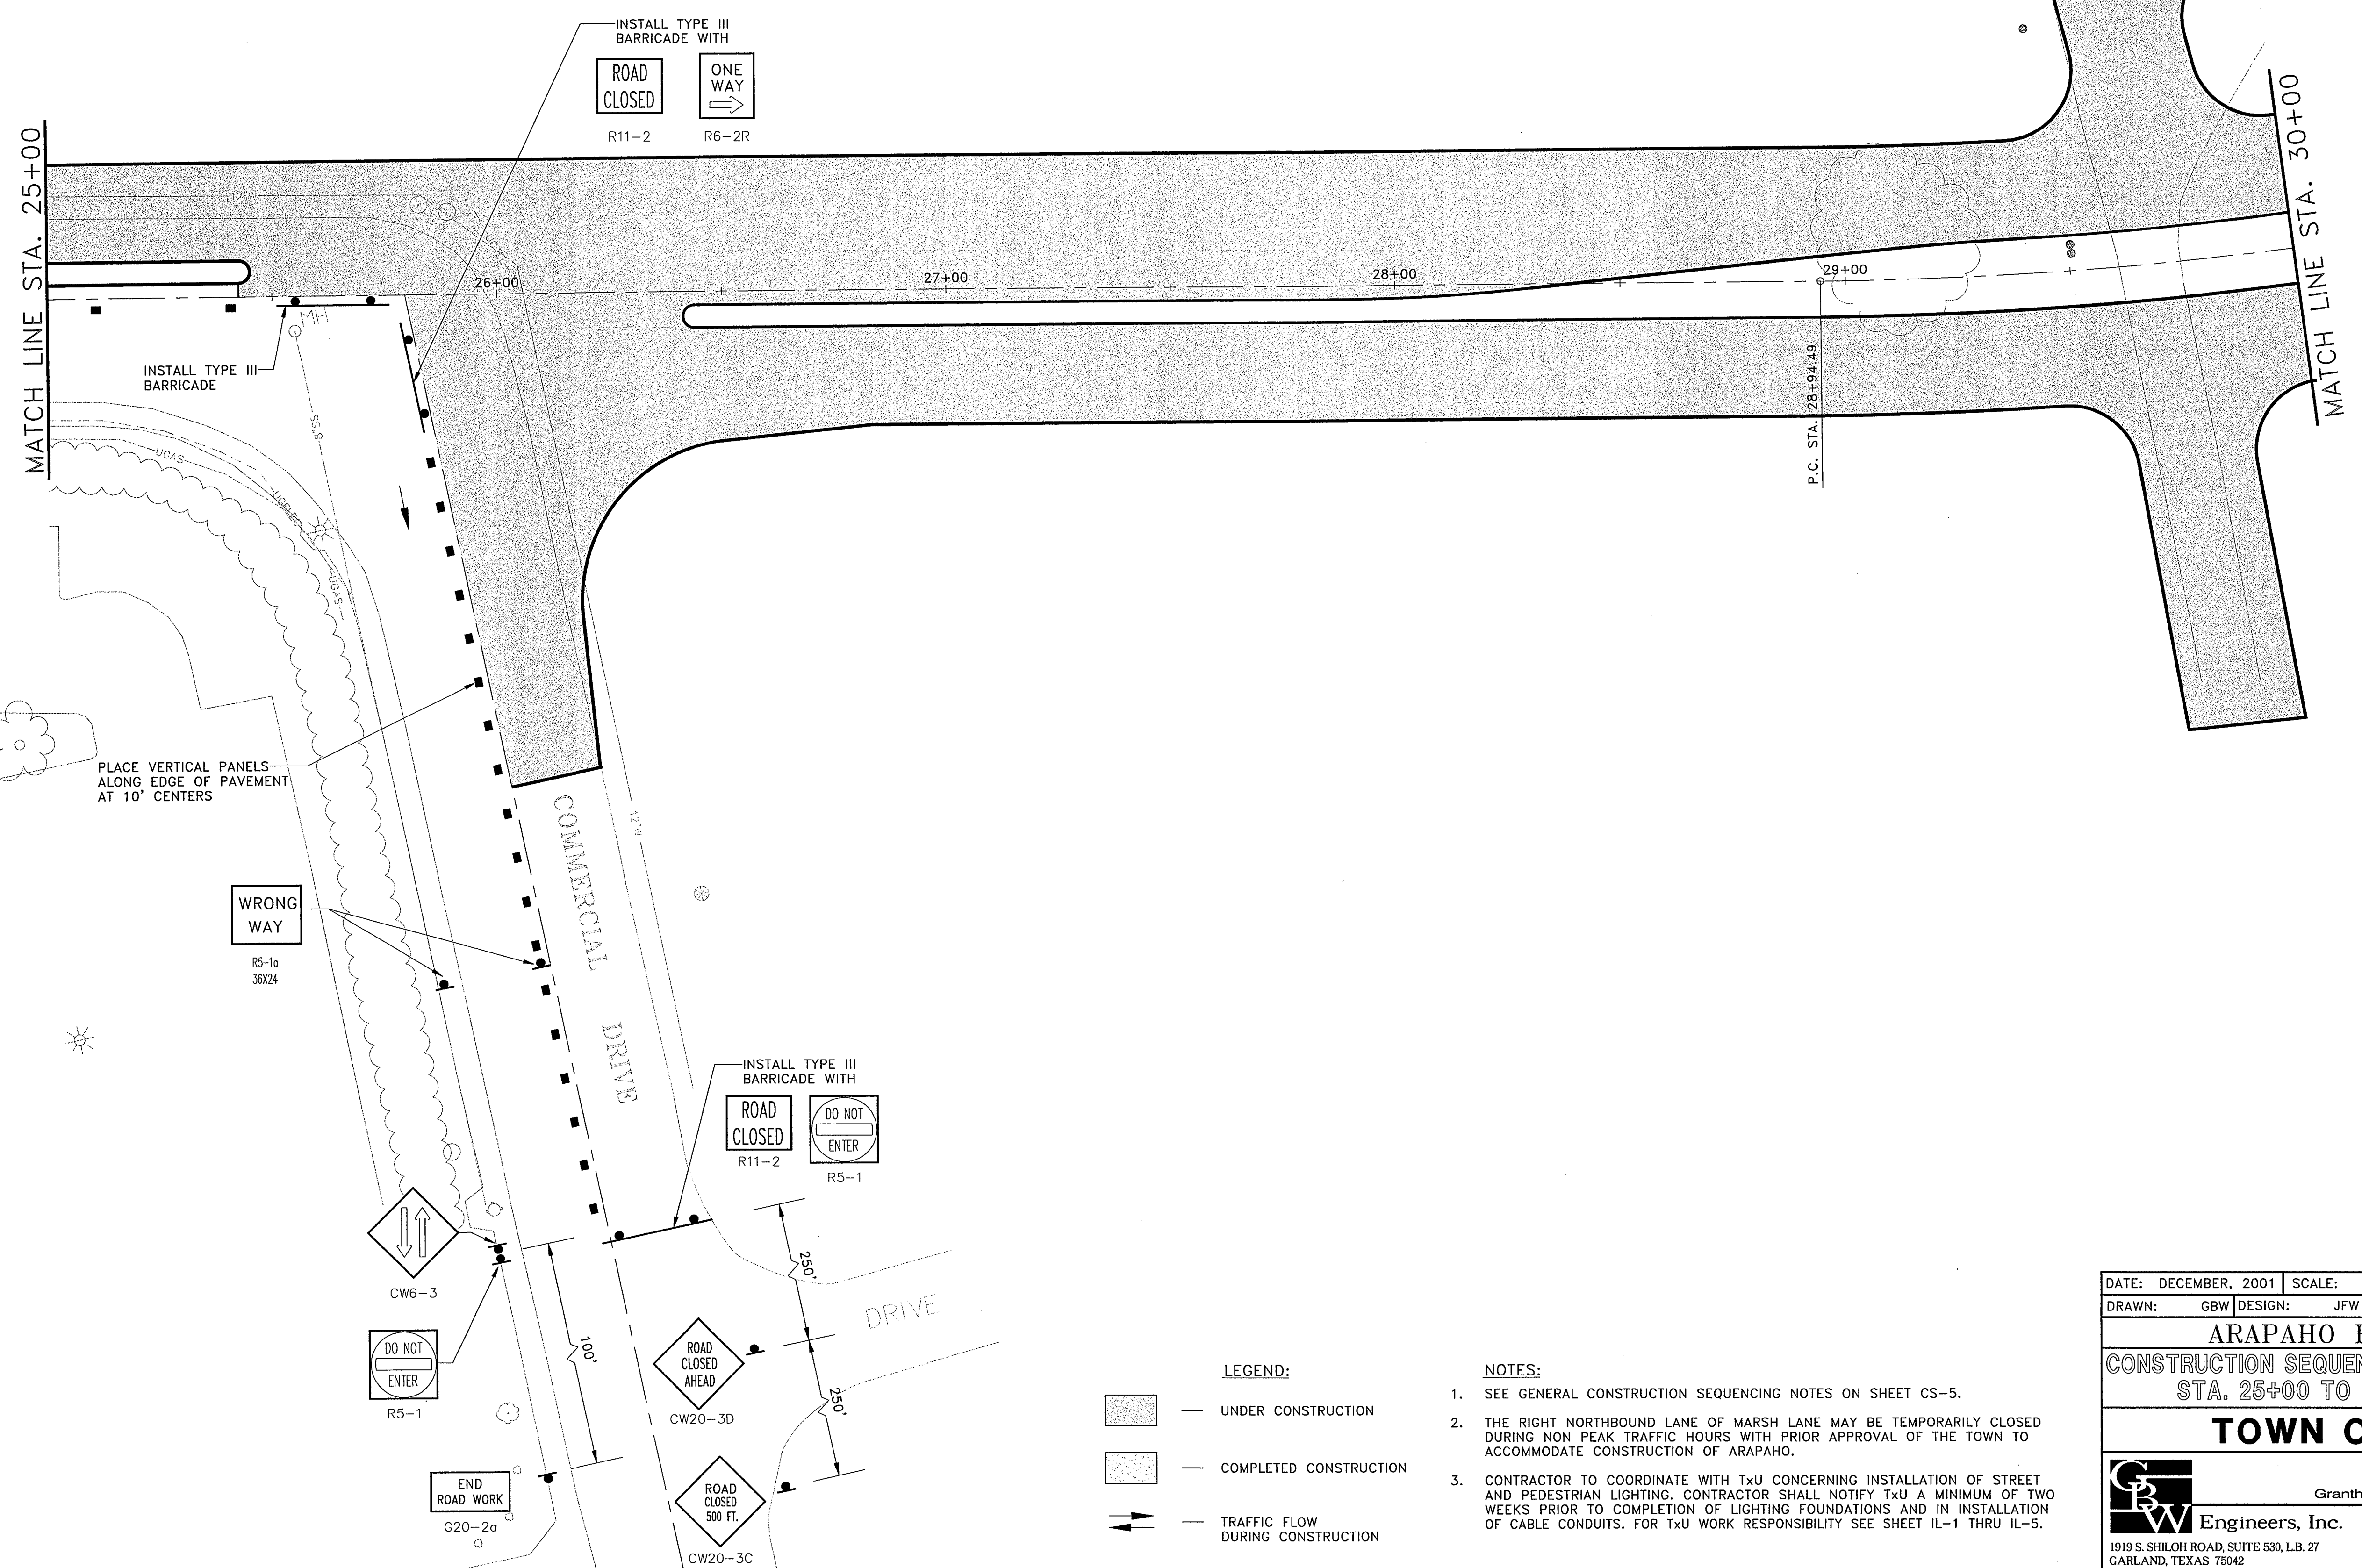 INSTALL TYPE III
BARRICADE WITH
ROAD
CLOSED
R11-2
ONE
WAY
R6-2R
MATCH LINE STA. 25+00
MATCH LINE STA. 30+00
12"W
26+00
27+00
28+00
29+00
MH
INSTALL TYPE III
BARRICADE
P.C. STA. 28+94.49
8"SS
UGAS
UGELEC
UGAS
PLACE VERTICAL PANELS
ALONG EDGE OF PAVEMENT
AT 10' CENTERS
COMMERCIAL DRIVE
12"W
WRONG
WAY
R5-1a
36X24
INSTALL TYPE III
BARRICADE WITH
ROAD
CLOSED
R11-2
DO NOT
ENTER
R5-1
CW6-3
DO NOT
ENTER
R5-1
100'
250'
250'
DRIVE
ROAD
CLOSED
AHEAD
CW20-3D
END
ROAD WORK
G20-2a
ROAD
CLOSED
500 FT.
CW20-3C
LEGEND:
UNDER CONSTRUCTION
COMPLETED CONSTRUCTION
TRAFFIC FLOW
DURING CONSTRUCTION
NOTES:
1. SEE GENERAL CONSTRUCTION SEQUENCING NOTES ON SHEET CS-5.
2. THE RIGHT NORTHBOUND LANE OF MARSH LANE MAY BE TEMPORARILY CLOSED
DURING NON PEAK TRAFFIC HOURS WITH PRIOR APPROVAL OF THE TOWN TO
ACCOMMODATE CONSTRUCTION OF ARAPAHO.
3. CONTRACTOR TO COORDINATE WITH TxU CONCERNING INSTALLATION OF STREET
AND PEDESTRIAN LIGHTING. CONTRACTOR SHALL NOTIFY TxU A MINIMUM OF TWO
WEEKS PRIOR TO COMPLETION OF LIGHTING FOUNDATIONS AND IN INSTALLATION
OF CABLE CONDUITS. FOR TxU WORK RESPONSIBILITY SEE SHEET IL-1 THRU IL-5.
DATE: DECEMBER, 2001 SCALE:
DRAWN: GBW DESIGN: JFW
ARAPAHO
CONSTRUCTION SEQUEN
STA. 25+00 TO
TOWN
GBW
Granth
Engineers, Inc.
1919 S. SHILOH ROAD, SUITE 530, L.B. 27
GARLAND, TEXAS 75042